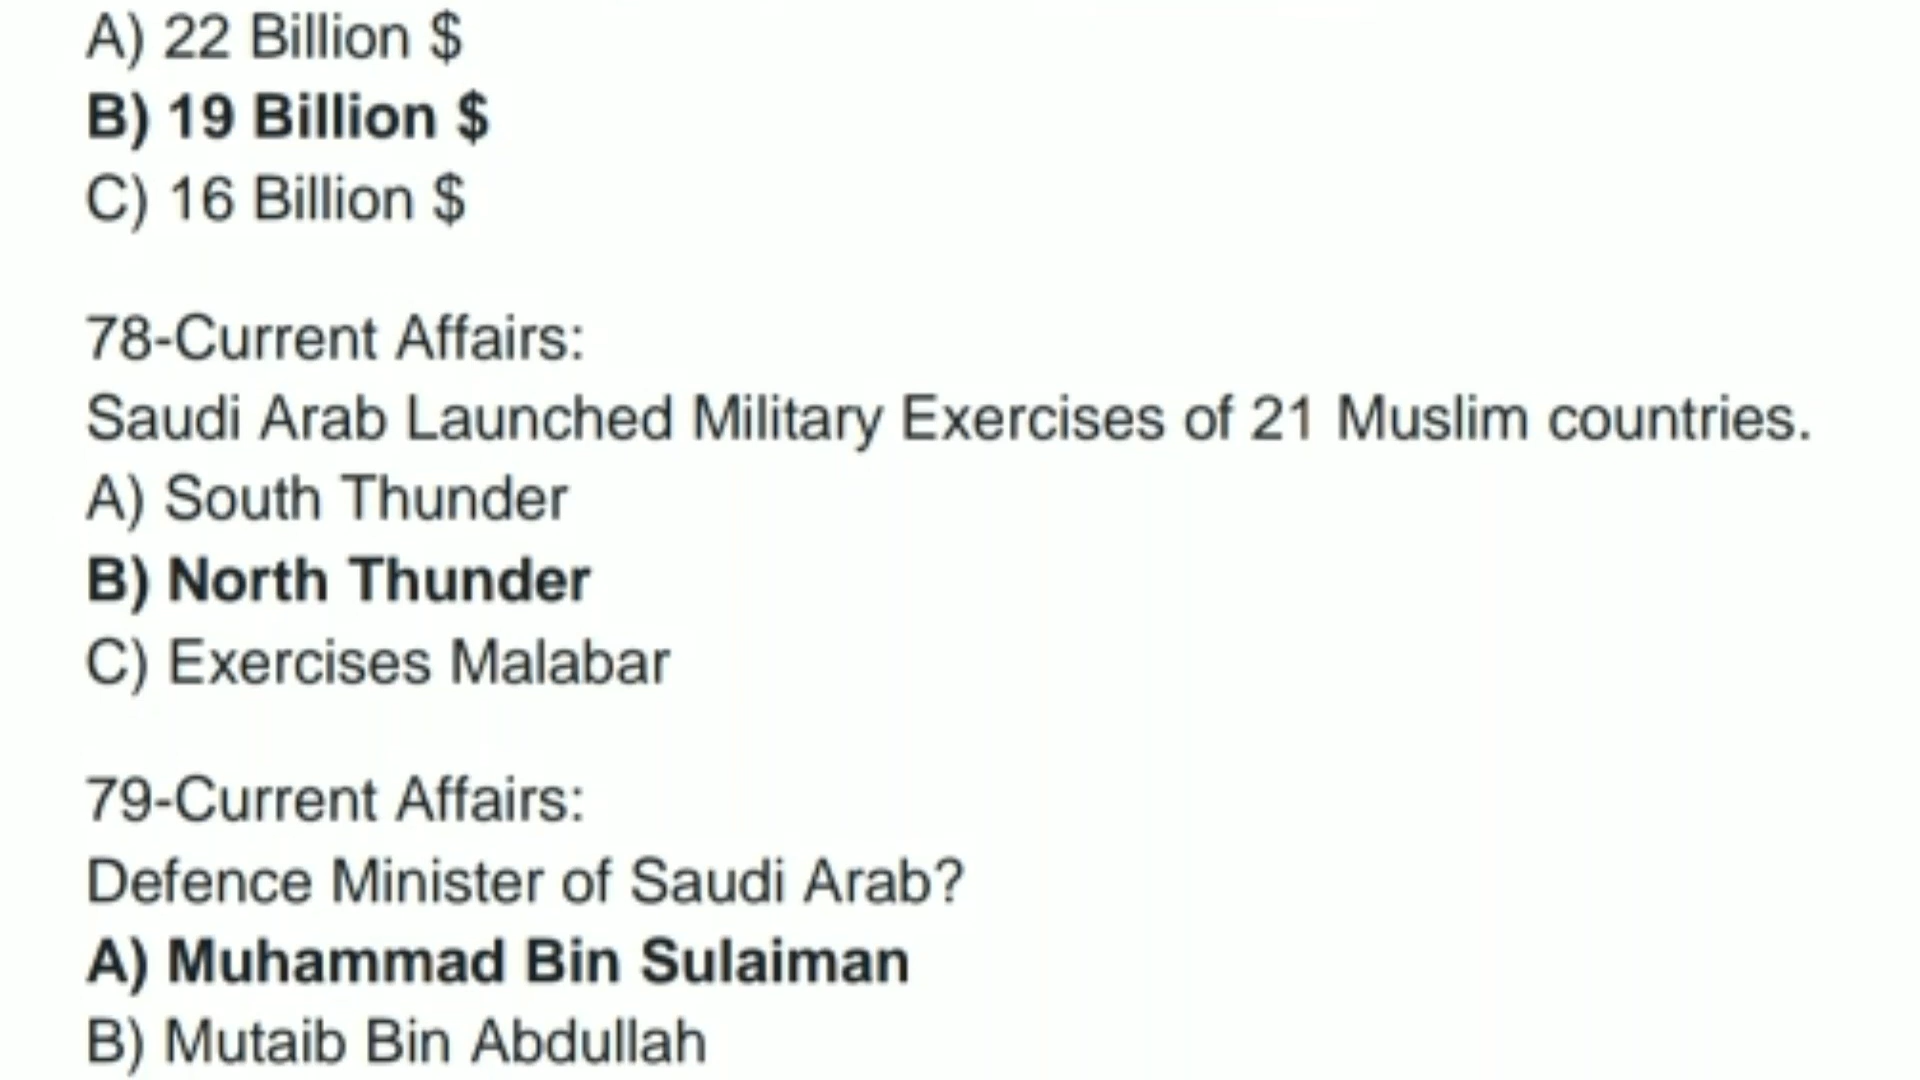 A) 22 Billion $
B) 19 Billion $
C) 16 Billion $
78-Current Affairs:
Saudi Arab Launched Military Exercises of 21 Muslim countries.
A) South Thunder
B) North Thunder
C) Exercises Malabar
79-Current Affairs:
Defence Minister of Saudi Arab?
A) Muhammad Bin Sulaiman
B) Mutaib Bin Abdullah